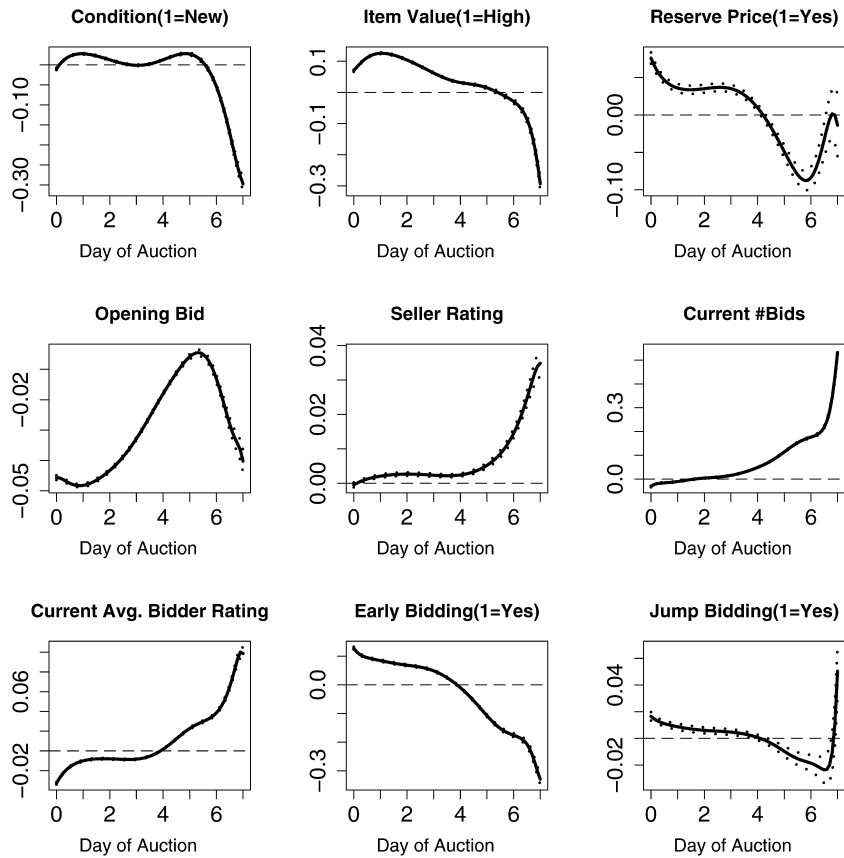 Condition(1=New)
-0.30
-0.10
0 2 4 6
Day of Auction
Item Value(1=High)
-0.3
-0.1
0.1
0 2 4 6
Day of Auction
Reserve Price(1=Yes)
-0.10
0.00
0 2 4 6
Day of Auction
Opening Bid
-0.05
-0.02
0 2 4 6
Day of Auction
Seller Rating
0.00
0.02
0.04
0 2 4 6
Day of Auction
Current #Bids
0.0
0.3
0 2 4 6
Day of Auction
Current Avg. Bidder Rating
-0.02
0.06
0 2 4 6
Day of Auction
Early Bidding(1=Yes)
-0.3
0.0
0 2 4 6
Day of Auction
Jump Bidding(1=Yes)
-0.02
0.04
0 2 4 6
Day of Auction